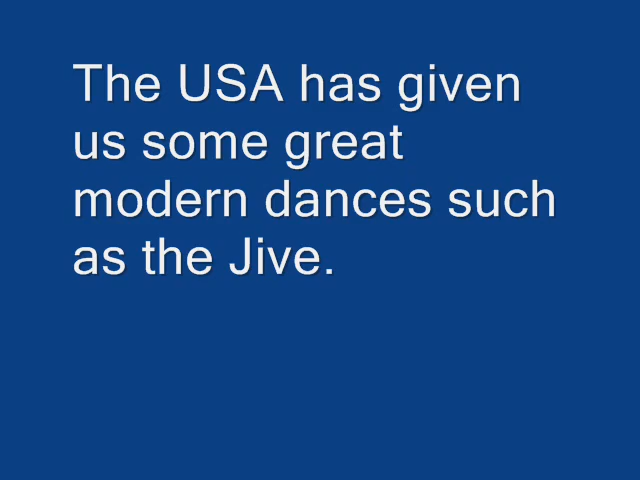 The USA has given
us some great
modern dances such
as the Jive.